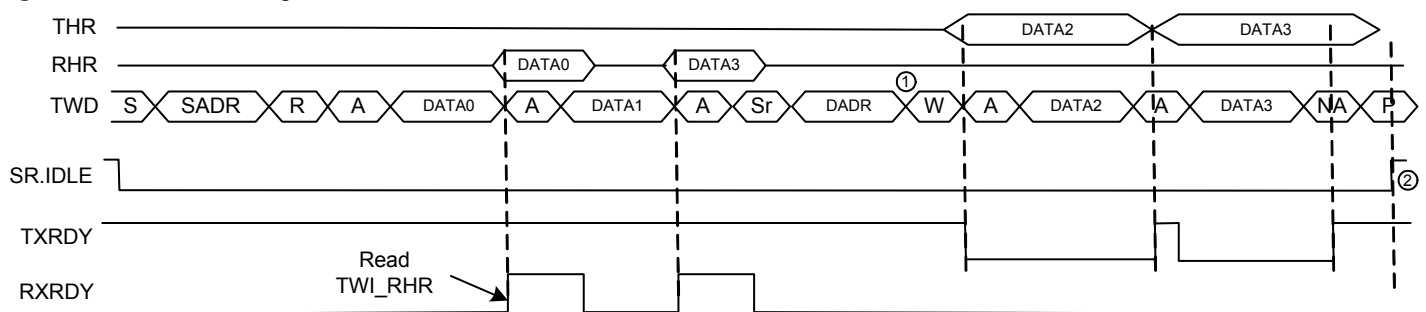 THR DATA2 DATA3
RHR DATA0 DATA3
①
TWD S SADR R A DATA0 A DATA1 A Sr DADR W A DATA2 A DATA3 NA P
SR.IDLE ②
TXRDY
Read
TWI_RHR
RXRDY